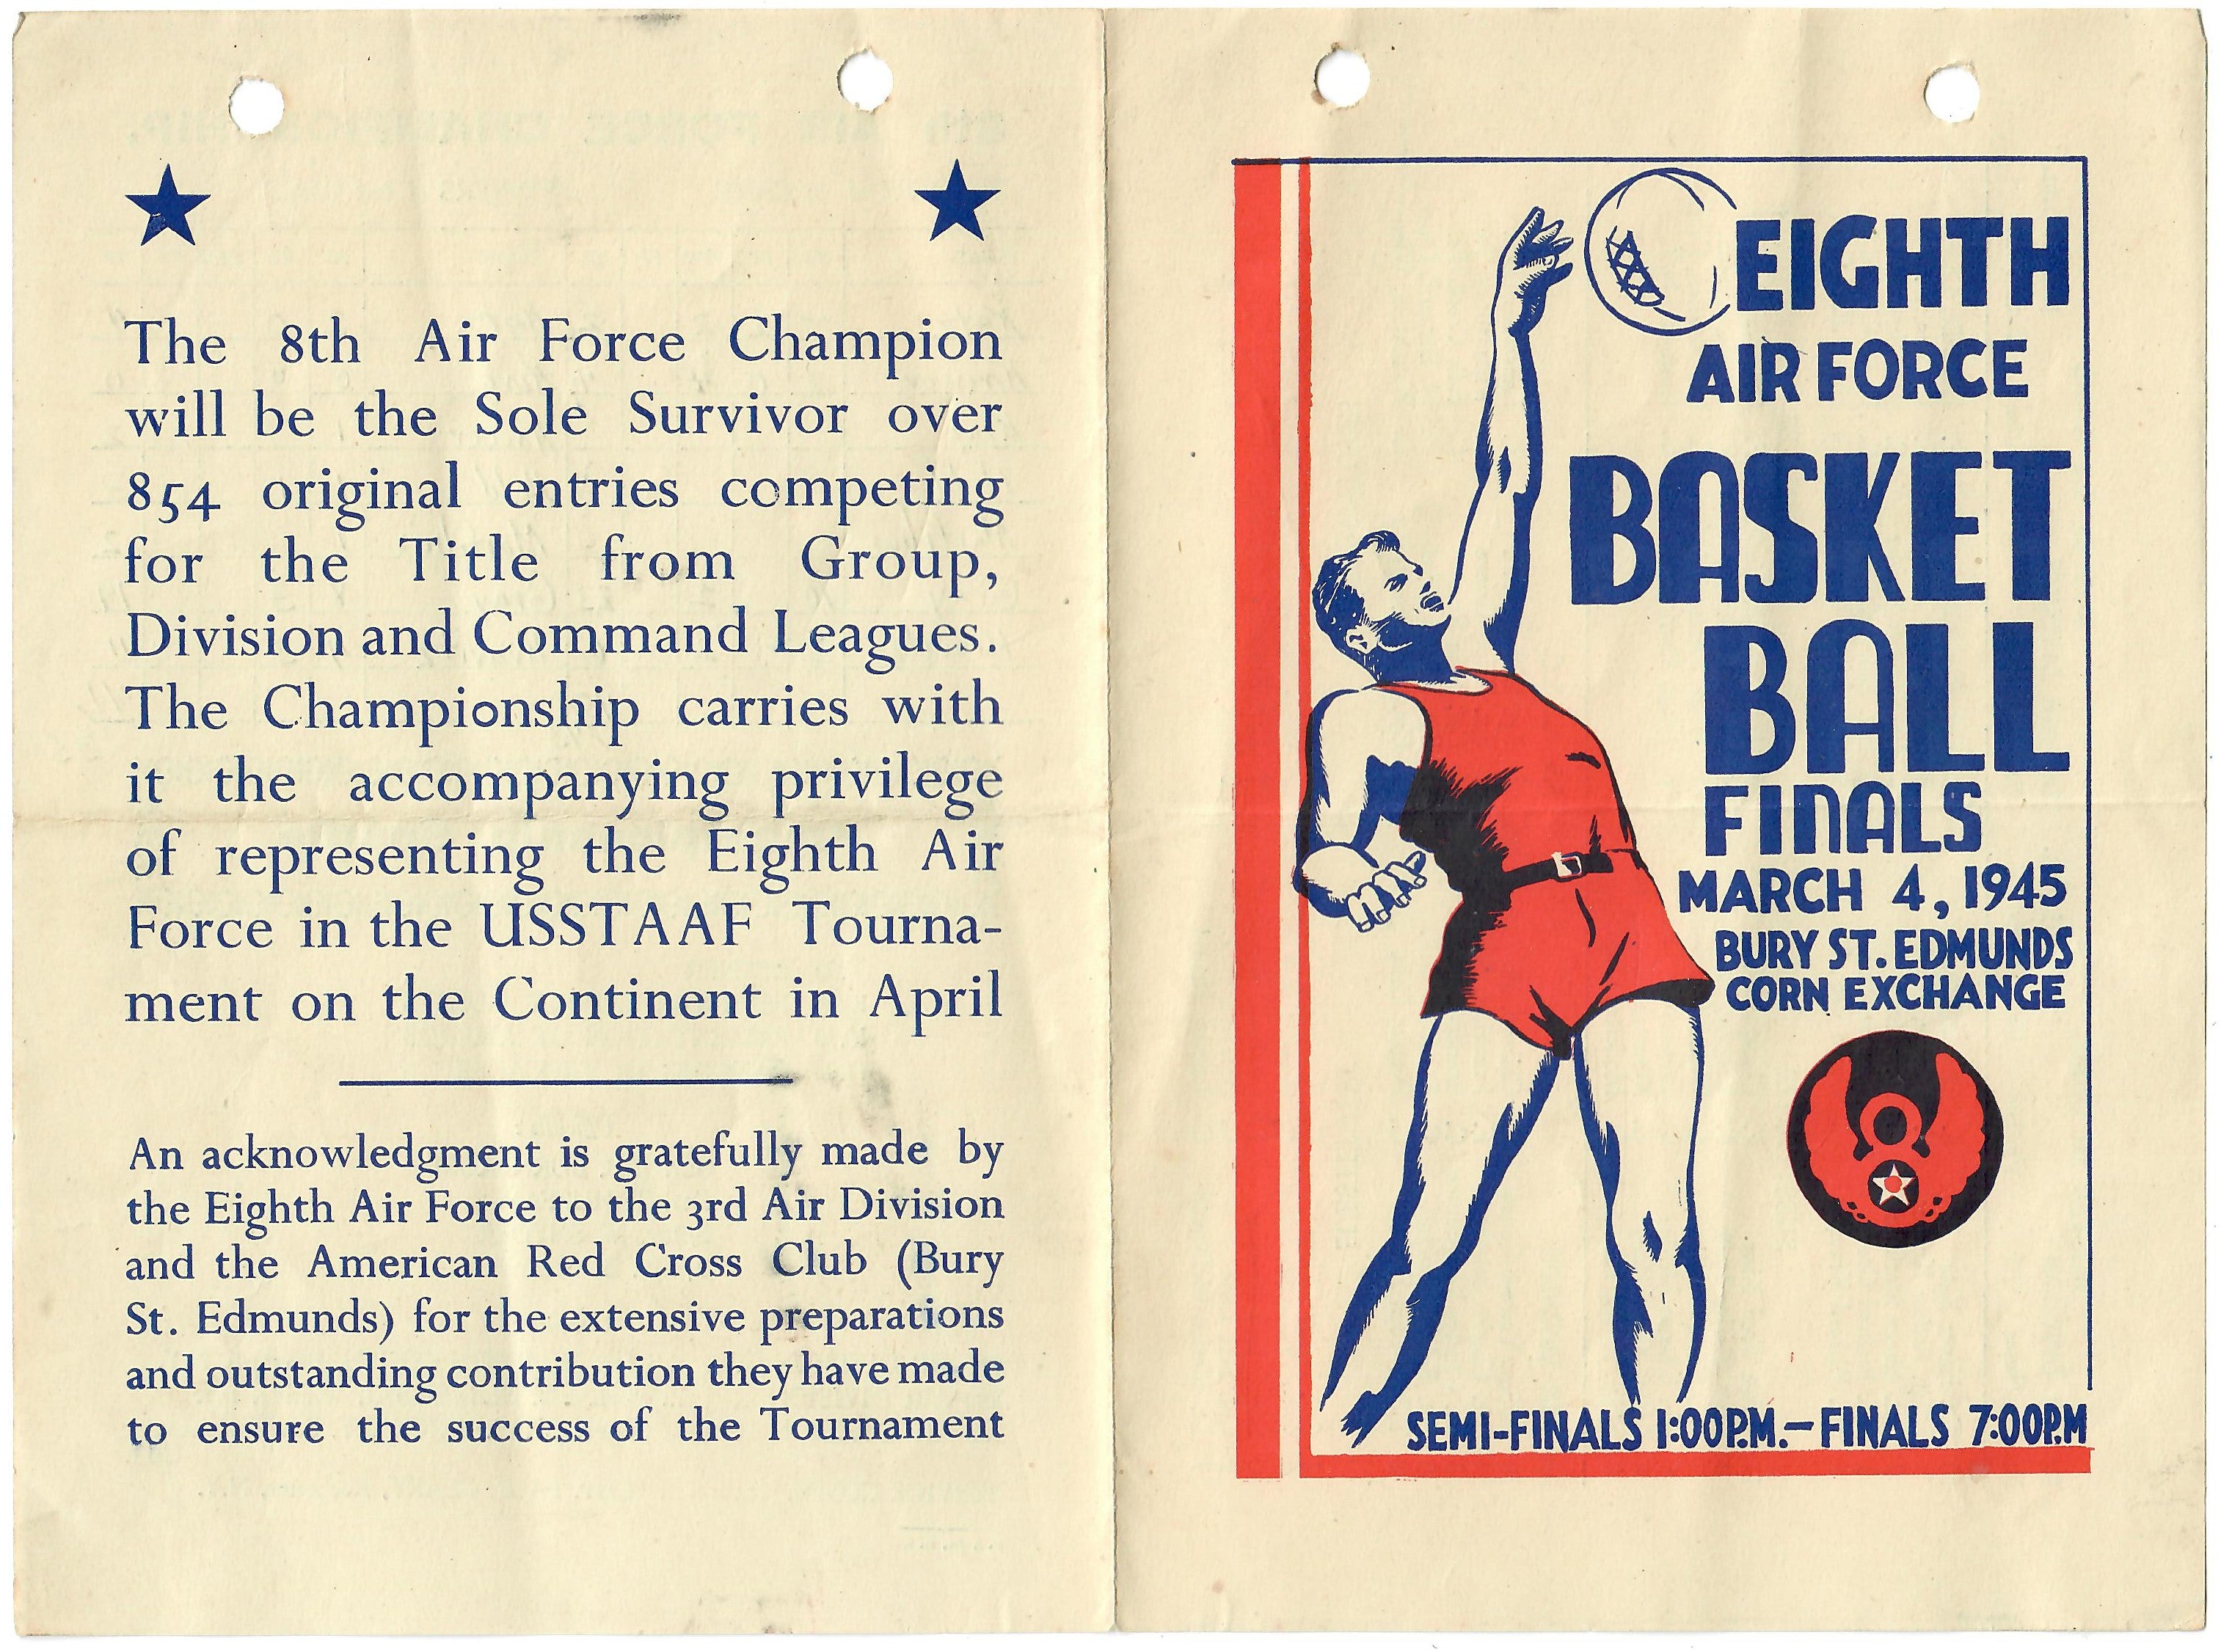 The 8th Air Force Champion
will be the Sole Survivor over
854 original entries competing
for the Title from Group,
Division and Command Leagues.
The Championship carries with
it the accompanying privilege
of representing the Eighth Air
Force in the USSTAAF Tourna-
ment on the Continent in April
An acknowledgment is gratefully made by
the Eighth Air Force to the 3rd Air Division
and the American Red Cross Club (Bury
St. Edmunds) for the extensive preparations
and outstanding contribution they have made
to ensure the success of the Tournament
EIGHTH
AIR FORCE
BASKET
BALL
FINALS
MARCH 4, 1945
BURY ST. EDMUNDS
CORN EXCHANGE
8
SEMI-FINALS 1:00P.M.—FINALS 7:00P.M